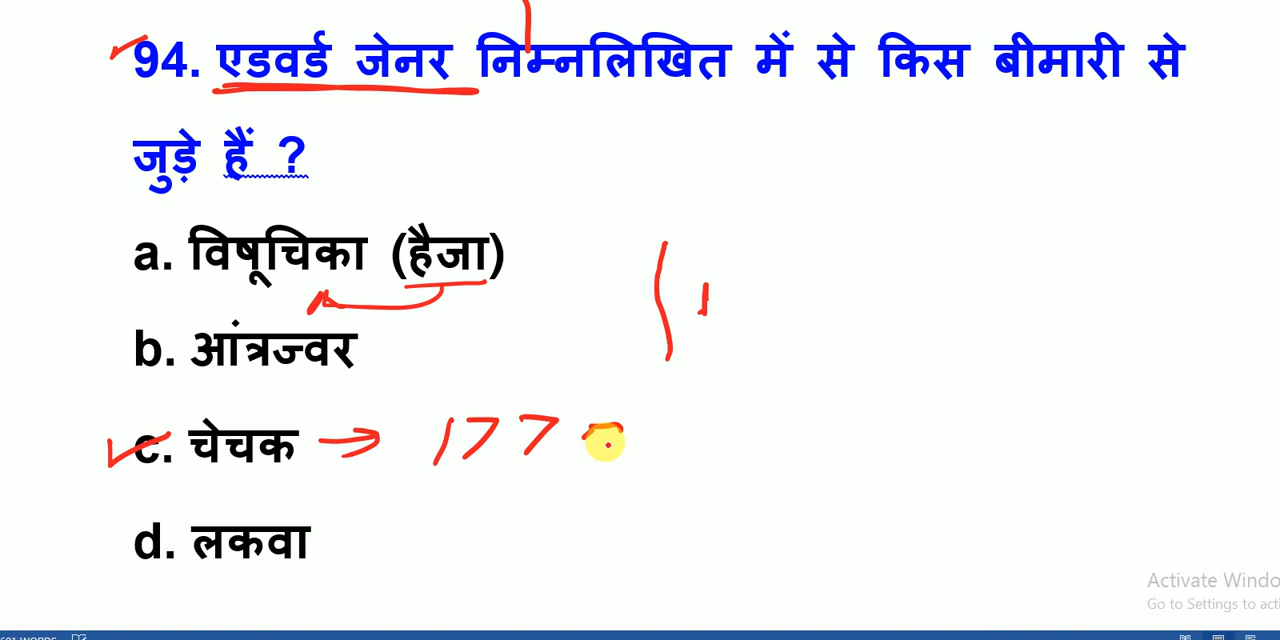 94. एडवर्ड जेनर निम्नलिखित में से किस बीमारी से
जुड़े हैं ?
a. विषूचिका (हैजा)
b. आंत्रज्वर
c. चेचक → 177
d. लकवा
Activate Windo
Go to Settings to acti